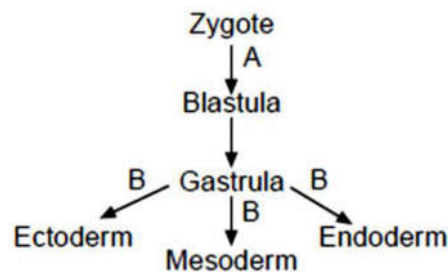 Zygote
A
Blastula
B Gastrula B
B
Ectoderm Mesoderm Endoderm